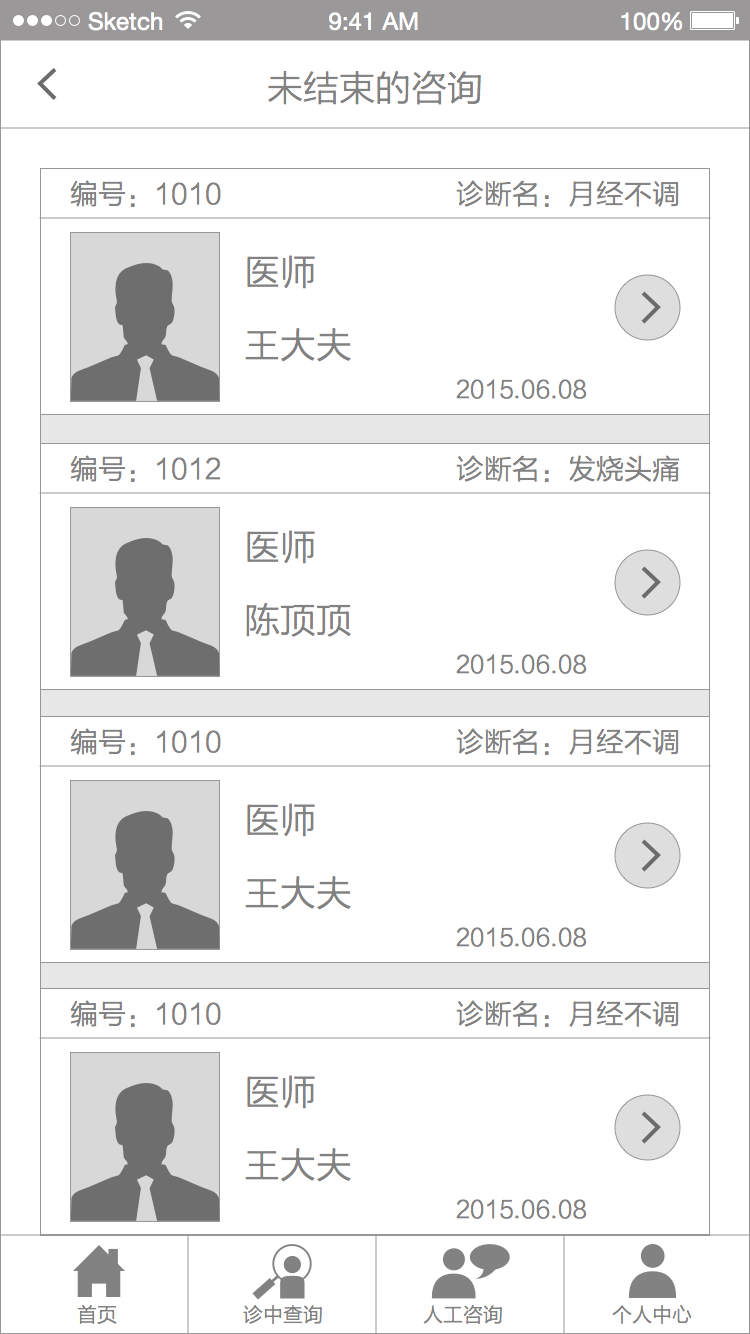 Sketch 9:41 AM 100%
未结束的咨询
编号：1010 诊断名：月经不调
医师
王大夫
2015.06.08
编号：1012 诊断名：发烧头痛
医师
陈顶顶
2015.06.08
编号：1010 诊断名：月经不调
医师
王大夫
2015.06.08
编号：1010 诊断名：月经不调
医师
王大夫
2015.06.08
首页 诊中查询 人工咨询 个人中心